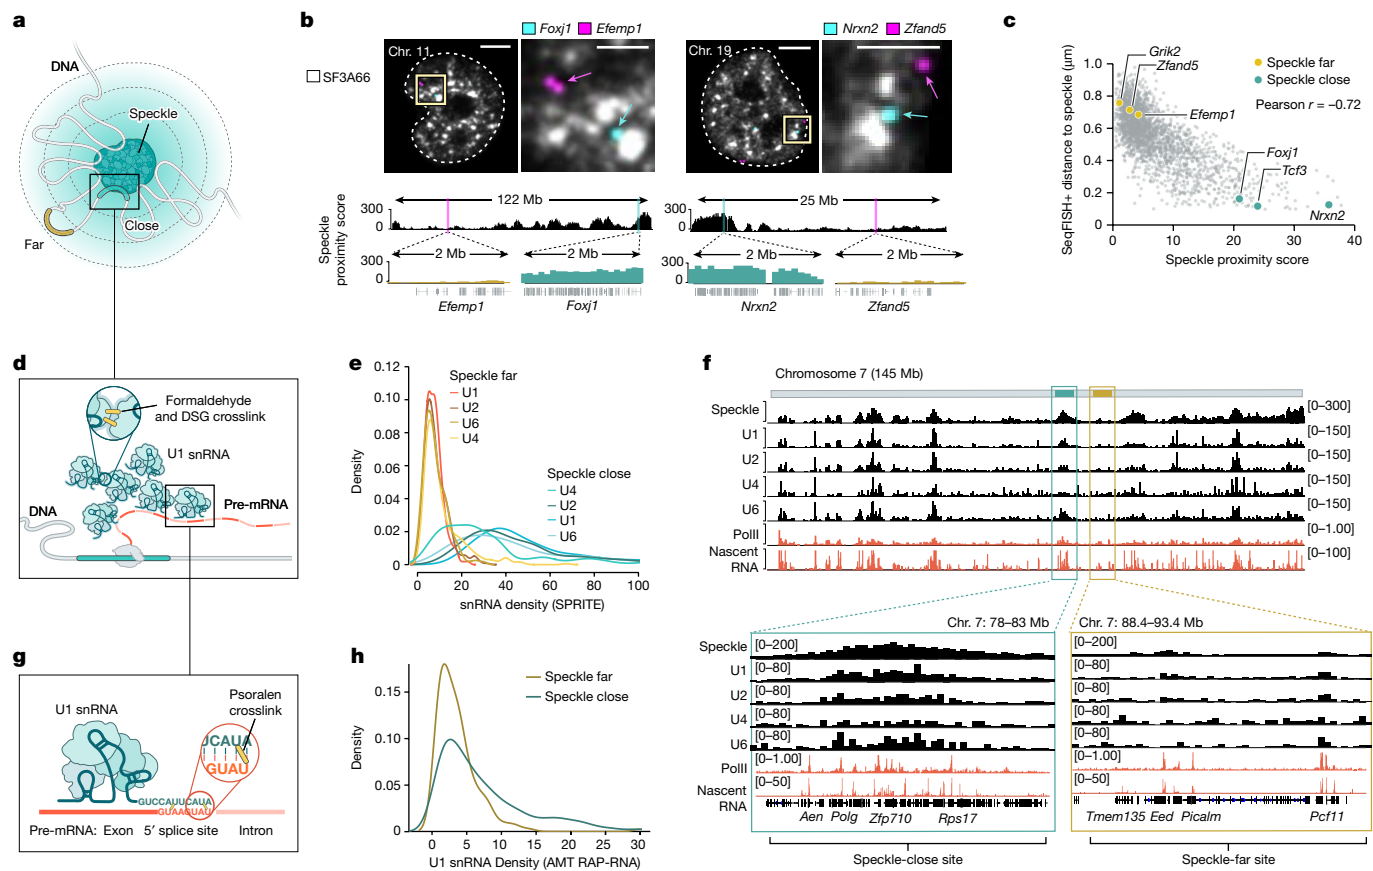 a
DNA
Speckle
Close
Far
b
Foxj1 Efemp1
Nrxn2 Zfand5
SF3A66
Chr. 11
Chr. 19
Speckle proximity score
300
0
122 Mb
300
0
25 Mb
300
0
2 Mb
2 Mb
300
0
2 Mb
2 Mb
Efemp1
Foxj1
Nrxn2
Zfand5
c
SeqFISH+ distance to speckle (μm)
1.0
0.8
0.6
0.4
0.2
0
Grik2
Zfand5
Efemp1
Foxj1
Tcf3
Nrxn2
Speckle far
Speckle close
Pearson r = −0.72
0 10 20 30 40
Speckle proximity score
d
Formaldehyde
and DSG crosslink
U1 snRNA
Pre-mRNA
DNA
e
Density
0.12
0.10
0.08
0.06
0.04
0.02
0
Speckle far
U1
U2
U6
U4
Speckle close
U4
U2
U1
U6
0 20 40 60 80 100
snRNA density (SPRITE)
f
Chromosome 7 (145 Mb)
Speckle [0–300]
U1 [0–150]
U2 [0–150]
U4 [0–150]
U6 [0–150]
PolII [0–1.00]
Nascent
RNA [0–100]
Chr. 7: 78–83 Mb
Chr. 7: 88.4–93.4 Mb
Speckle [0–200] [0–200]
U1 [0–80] [0–80]
U2 [0–80] [0–80]
U4 [0–80] [0–80]
U6 [0–80] [0–80]
PolII [0–1.00] [0–1.00]
Nascent
RNA [0–50] [0–50]
Aen Polg Zfp710 Rps17
Tmem135 Eed Picalm Pcf11
Speckle-close site
Speckle-far site
g
U1 snRNA
Psoralen
crosslink
UCAUA
GUAU
GUCCAUUCAUA
GUAAGUAU
Pre-mRNA: Exon 5′ splice site Intron
h
Density
0.15
0.10
0.05
0
Speckle far
Speckle close
0 5 10 15 20 25 30
U1 snRNA Density (AMT RAP-RNA)